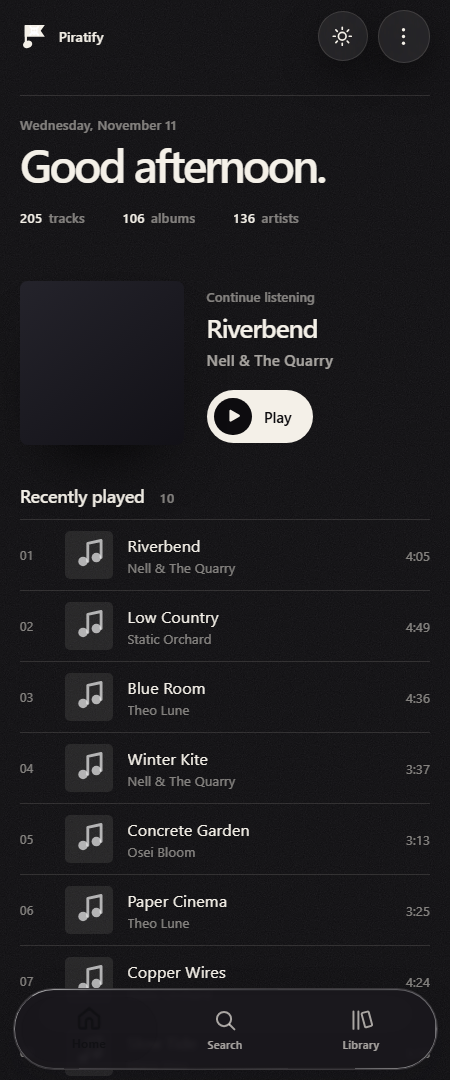 Piratify
Wednesday, November 11
Good afternoon.
205 tracks 106 albums 136 artists
Continue listening
Riverbend
Nell & The Quarry
Play
Recently played 10
01 Riverbend 4:05
Nell & The Quarry
02 Low Country 4:49
Static Orchard
03 Blue Room 4:36
Theo Lune
04 Winter Kite 3:37
Nell & The Quarry
05 Concrete Garden 3:13
Osei Bloom
06 Paper Cinema 3:25
Theo Lune
07 Copper Wires 4:24
Home Search Library